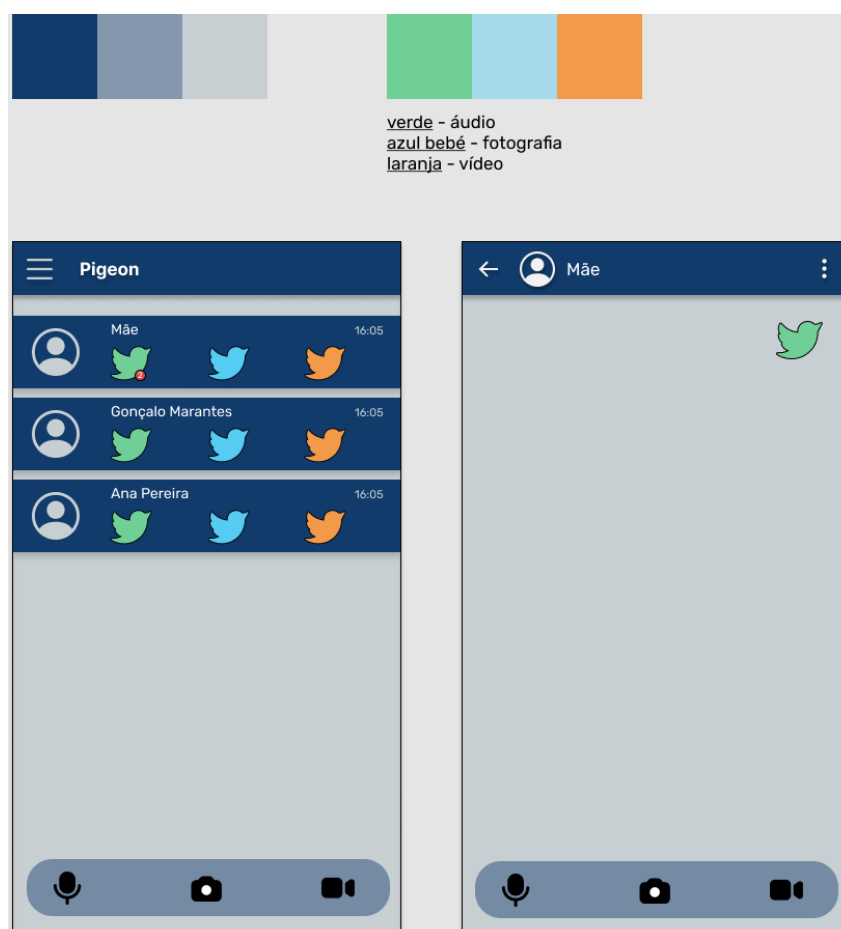 verde - áudio
azul bebé - fotografia
laranja - vídeo
Pigeon
Mãe 16:05
2
Gonçalo Marantes 16:05
Ana Pereira 16:05
Mãe